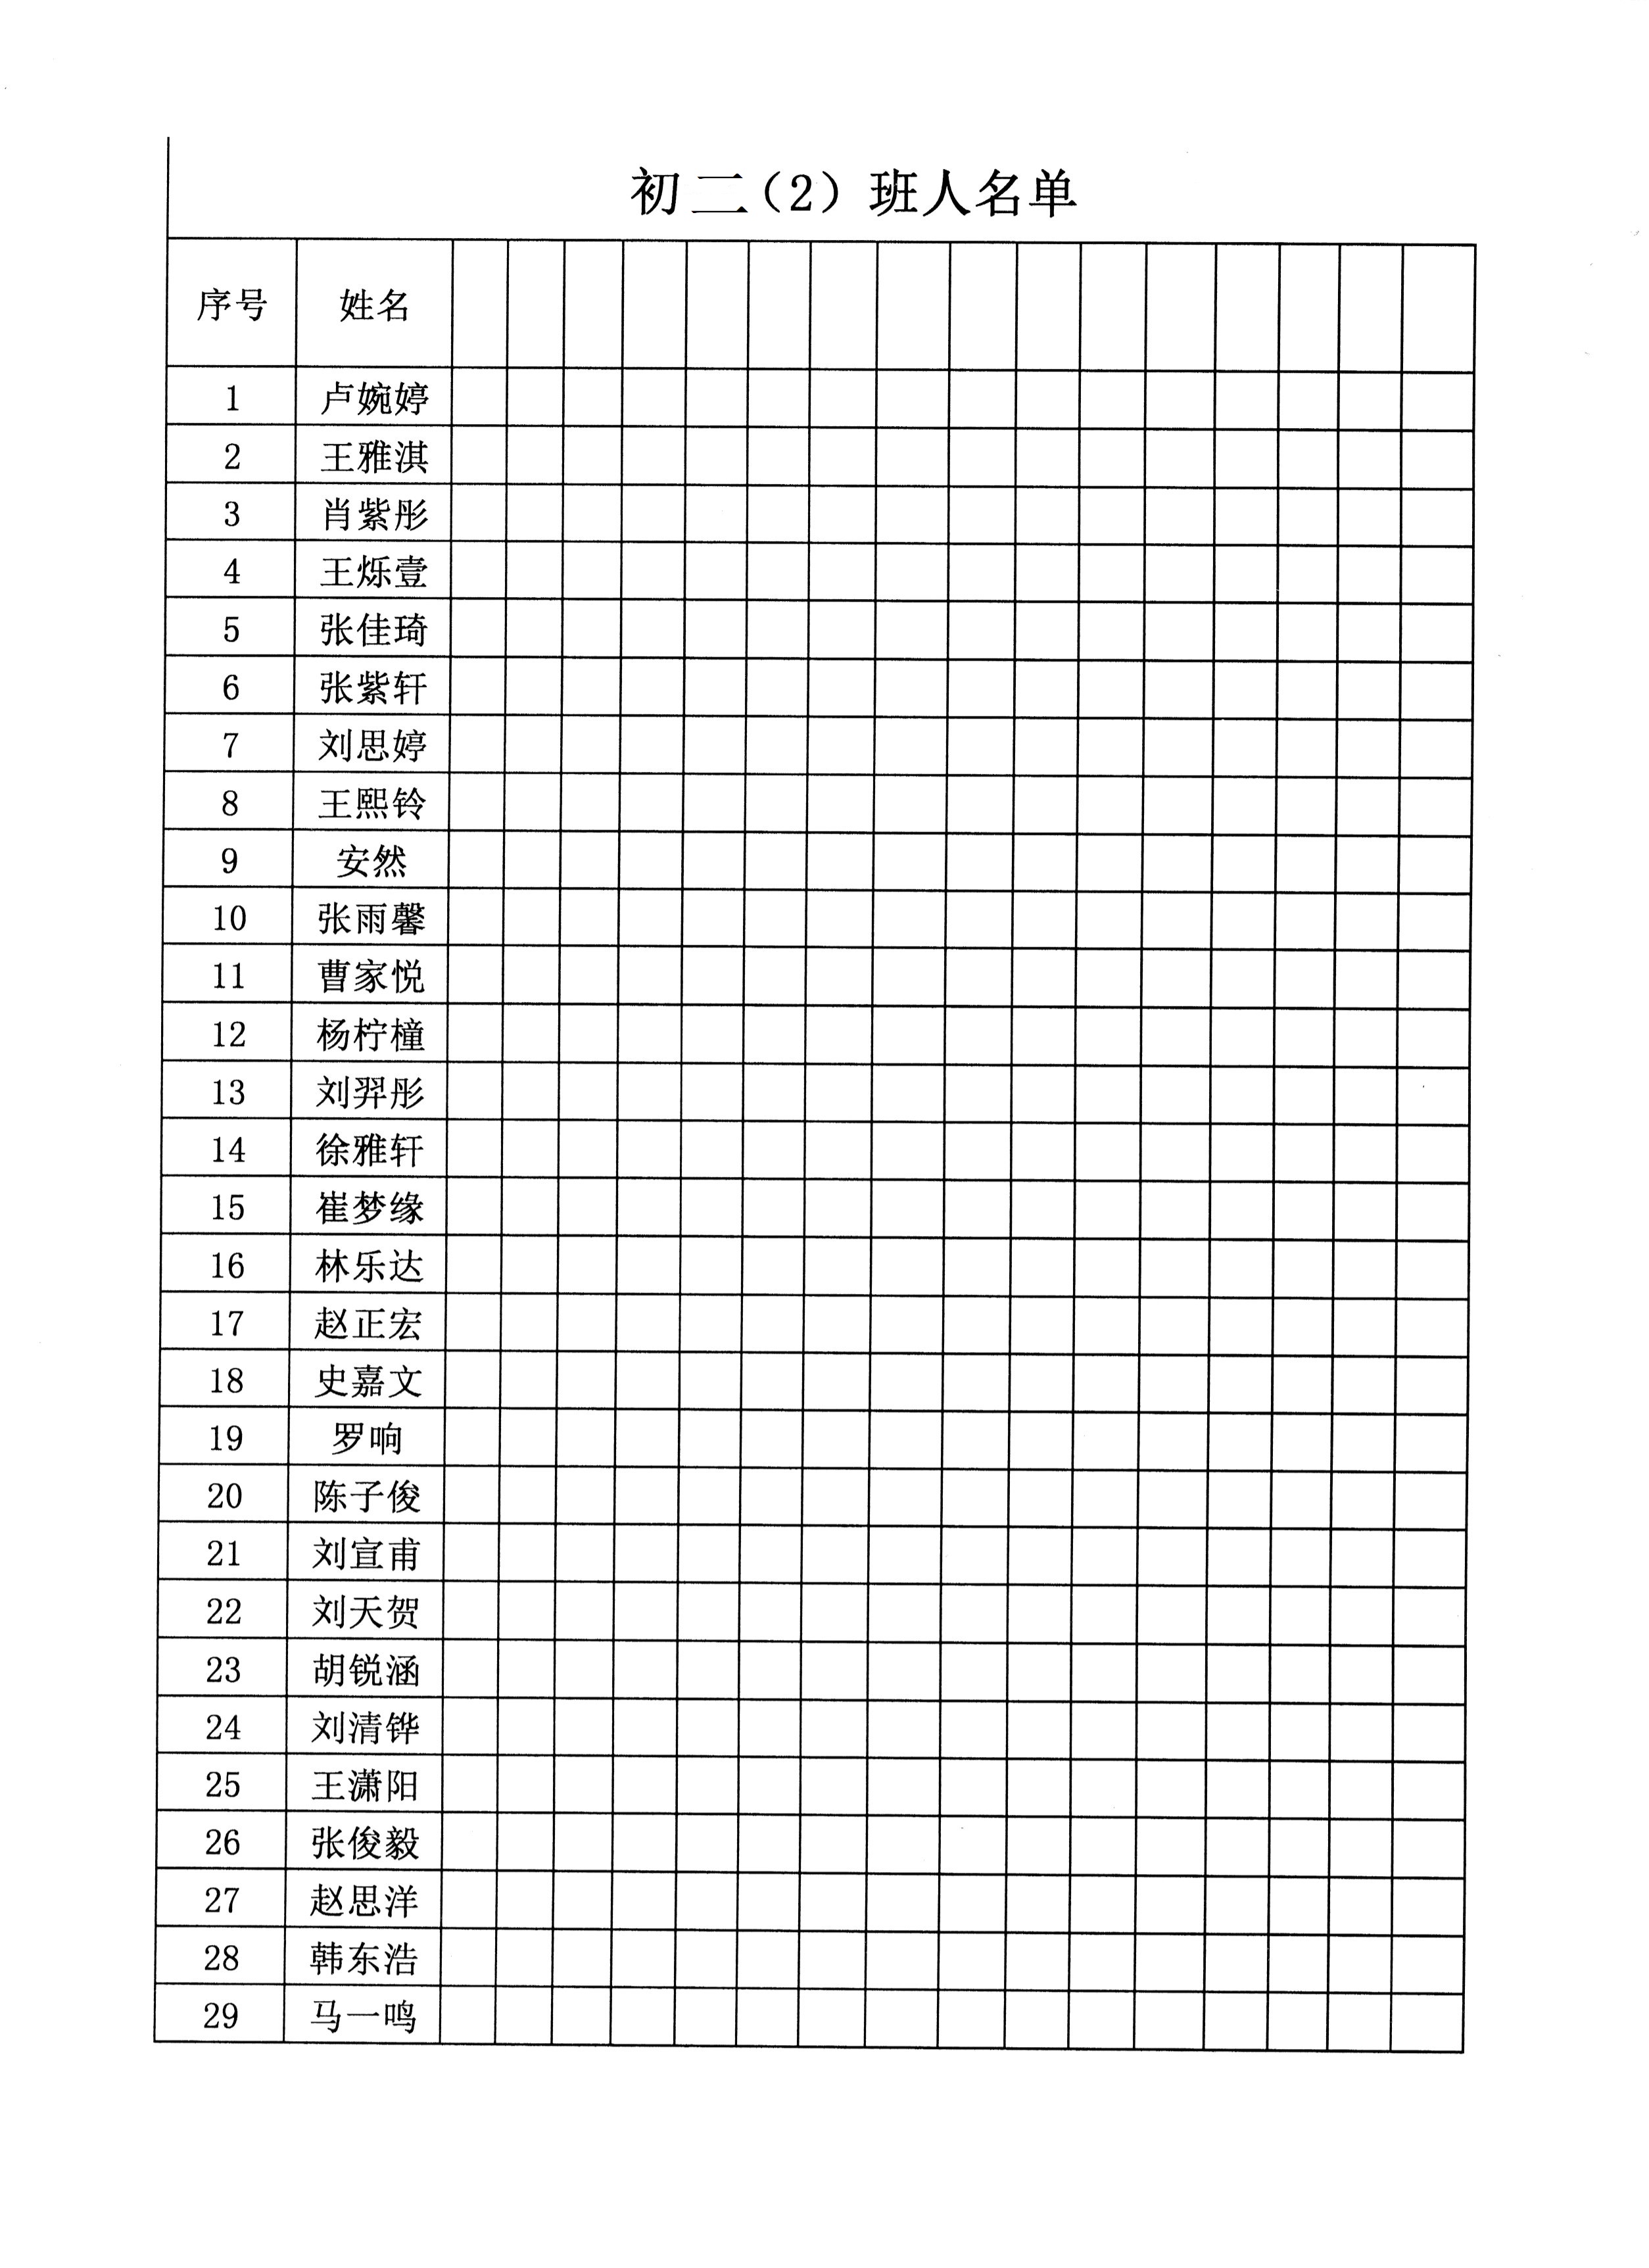 初二（2）班人名单
序号 姓名
1 卢婉婷
2 王雅淇
3 肖紫彤
4 王烁壹
5 张佳琦
6 张紫轩
7 刘思婷
8 王熙铃
9 安然
10 张雨馨
11 曹家悦
12 杨柠橦
13 刘羿彤
14 徐雅轩
15 崔梦缘
16 林乐达
17 赵正宏
18 史嘉文
19 罗响
20 陈子俊
21 刘宣甫
22 刘天贺
23 胡锐涵
24 刘清铧
25 王潇阳
26 张俊毅
27 赵思洋
28 韩东浩
29 马一鸣